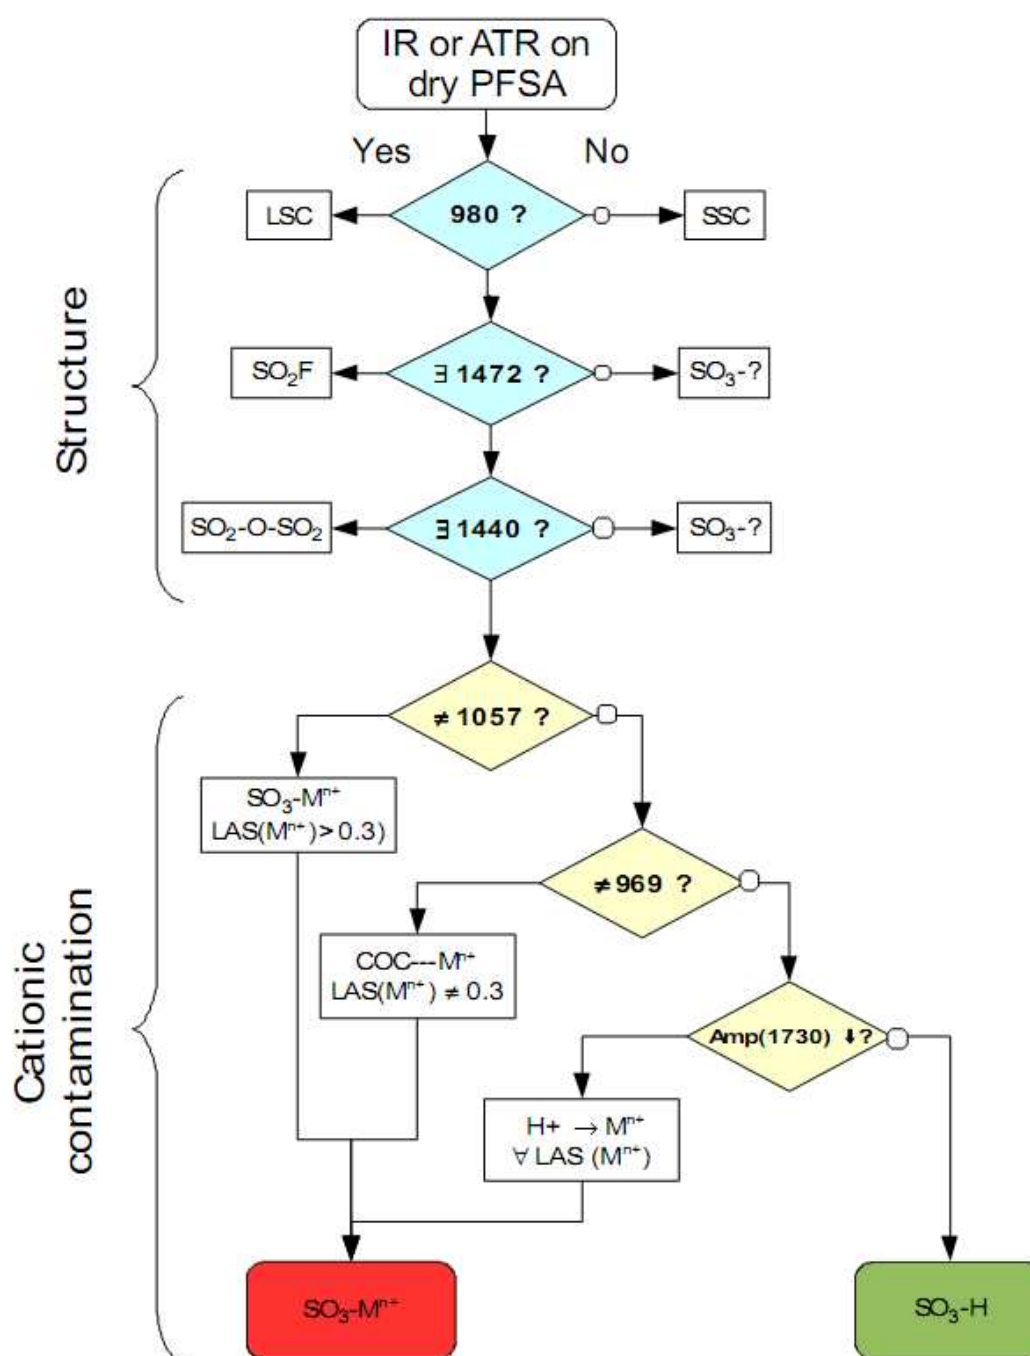 IR or ATR on
dry PFSA
Yes
No
Structure
LSC
980 ?
SSC
SO₂F
∃ 1472 ?
SO₃-?
SO₂-O-SO₂
∃ 1440 ?
SO₃-?
Cationic
contamination
≠ 1057 ?
SO₃-Mⁿ⁺
LAS(Mⁿ⁺)> 0.3)
≠ 969 ?
COC---Mⁿ⁺
LAS(Mⁿ⁺) ≠ 0.3
Amp(1730) ⬇?
H+ → Mⁿ⁺
∀ LAS (Mⁿ⁺)
SO₃-Mⁿ⁺
SO₃-H